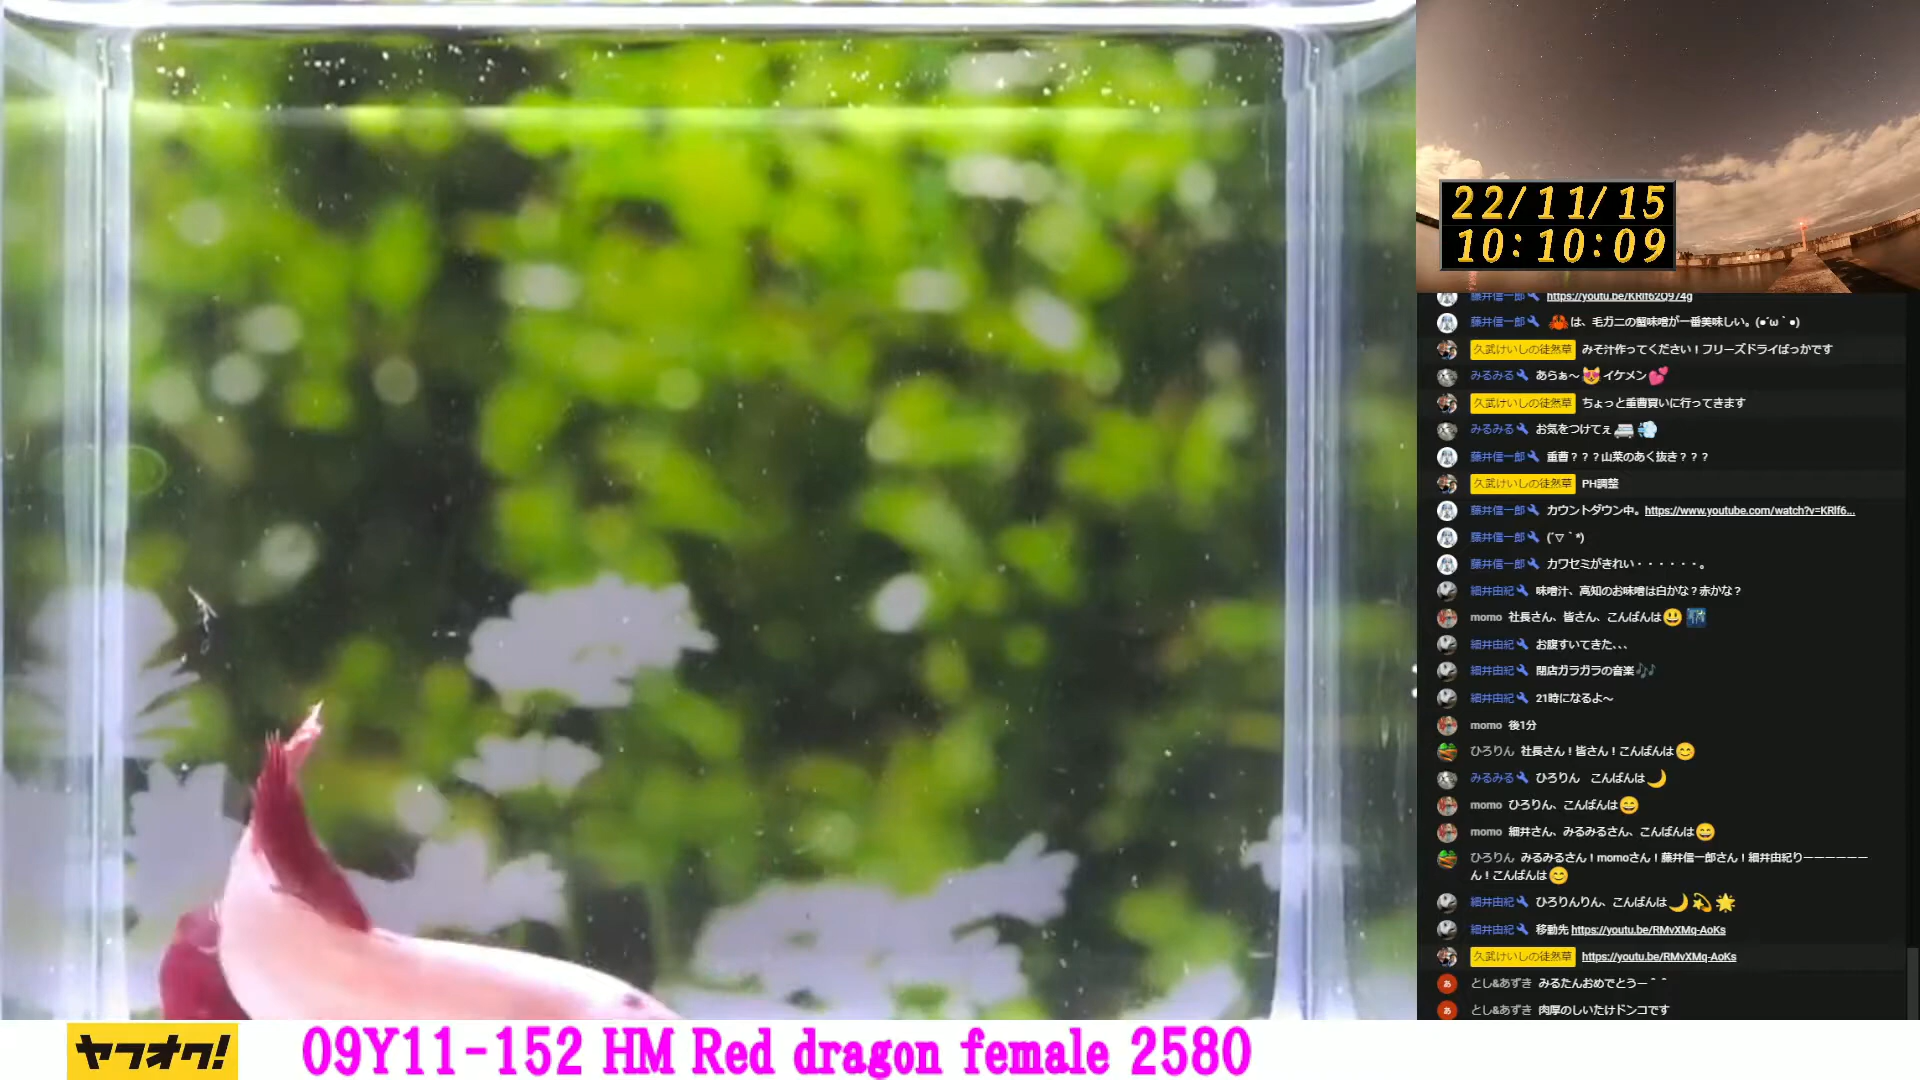 22/11/15
10:10:09
藤井信一郎 https://youtu.be/KRlf62Q974g
藤井信一郎 🦀は、毛ガニの蟹味噌が一番美味しい。(●´ω｀●)
久武けいしの徒然草 みそ汁作ってください！フリーズドライばっかです
みるみる あらぁ〜😻イケメン💕
久武けいしの徒然草 ちょっと重曹買いに行ってきます
みるみる お気をつけてぇ🚐💨
藤井信一郎 重曹？？？山菜のあく抜き？？？
久武けいしの徒然草 PH調整
藤井信一郎 カウントダウン中。https://www.youtube.com/watch?v=KRlf6...
藤井信一郎 (´▽｀*)
藤井信一郎 カワセミがきれい・・・・・・。
細井由紀 味噌汁、高知のお味噌は白かな？赤かな？
momo 社長さん、皆さん、こんばんは😃🌃
細井由紀 お腹すいてきた､､､
細井由紀 閉店ガラガラの音楽🎶
細井由紀 21時になるよ〜
momo 後1分
ひろりん 社長さん！皆さん！こんばんは😊
みるみる ひろりん　こんばんは🌙
momo ひろりん、こんばんは😄
momo 細井さん、みるみるさん、こんばんは😄
ひろりん みるみるさん！momoさん！藤井信一郎さん！細井由紀りーーーーーー
ん！こんばんは😊
細井由紀 ひろりんりん、こんばんは🌙💫🌟
細井由紀 移動先 https://youtu.be/RMvXMq-AoKs
久武けいしの徒然草 https://youtu.be/RMvXMq-AoKs
あ とし&あずき みるたんおめでとうー＾＾
あ とし&あずき 肉厚のしいたけドンコです
ヤフオク! 09Y11-152 HM Red dragon female 2580